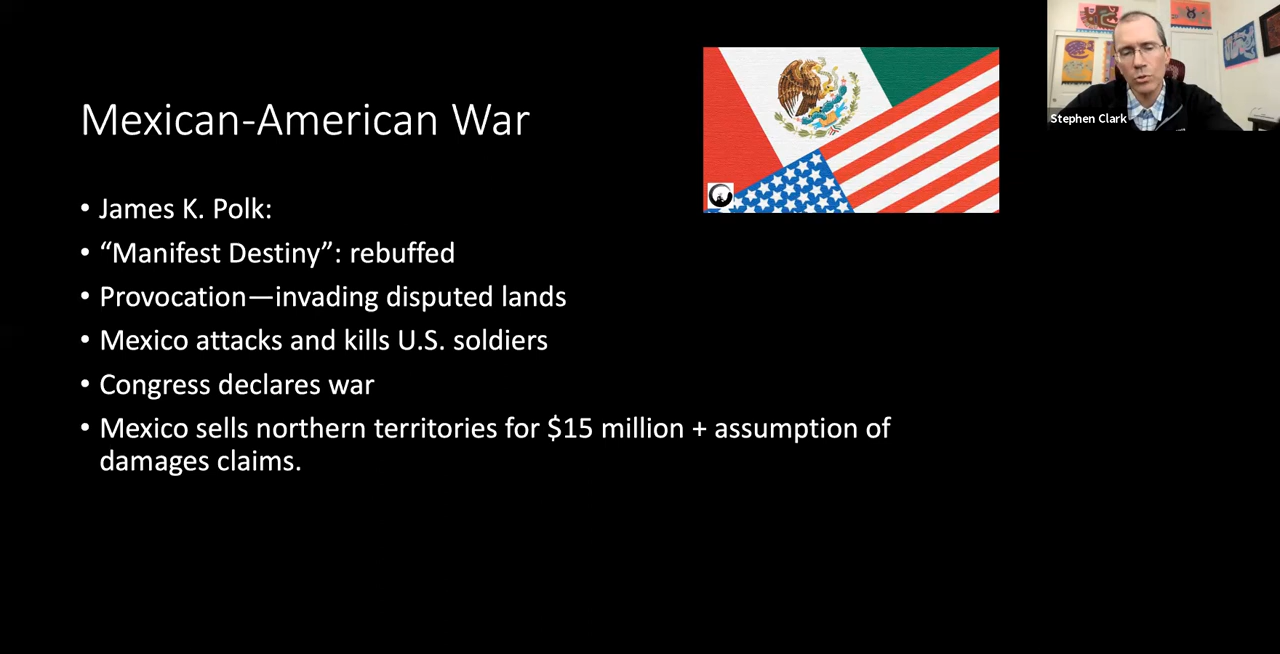 Mexican-American War
• James K. Polk:
• “Manifest Destiny”: rebuffed
• Provocation—invading disputed lands
• Mexico attacks and kills U.S. soldiers
• Congress declares war
• Mexico sells northern territories for $15 million + assumption of
damages claims.
Stephen Clark